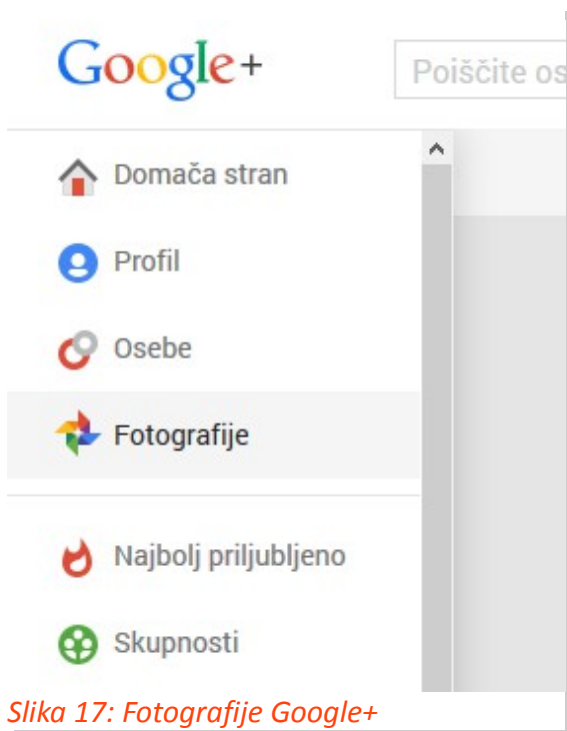 Google+
Poiščite os
Domača stran
Profil
Osebe
Fotografije
Najbolj priljubljeno
Skupnosti
Slika 17: Fotografije Google+